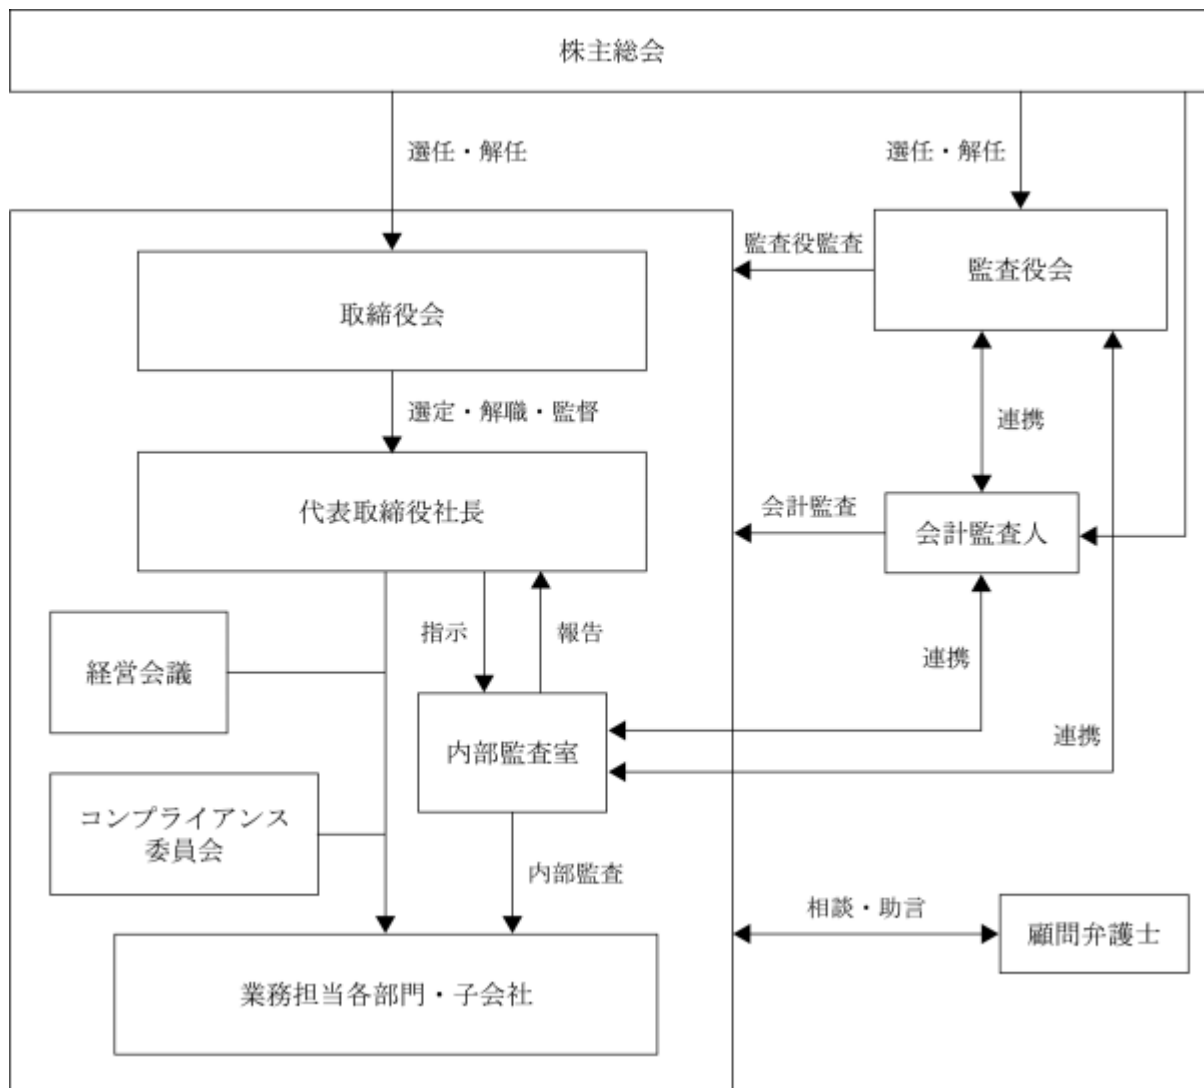 株主総会
選任・解任
選任・解任
監査役監査
監査役会
取締役会
選定・解職・監督
連携
代表取締役社長
会計監査
会計監査人
指示
報告
経営会議
連携
内部監査室
連携
コンプライアンス
委員会
内部監査
相談・助言
顧問弁護士
業務担当各部門・子会社